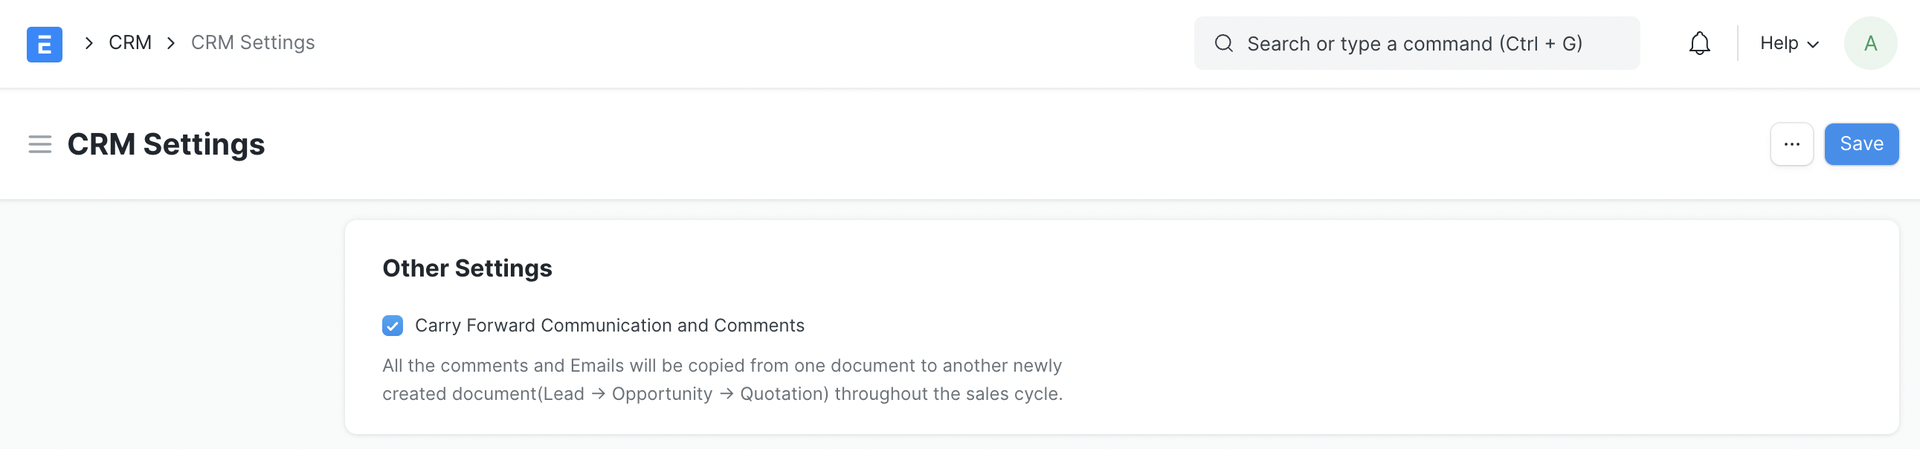 E
CRM
CRM Settings
Search or type a command (Ctrl + G)
Help
A
CRM Settings
···
Save
Other Settings
Carry Forward Communication and Comments
All the comments and Emails will be copied from one document to another newly
created document(Lead → Opportunity → Quotation) throughout the sales cycle.